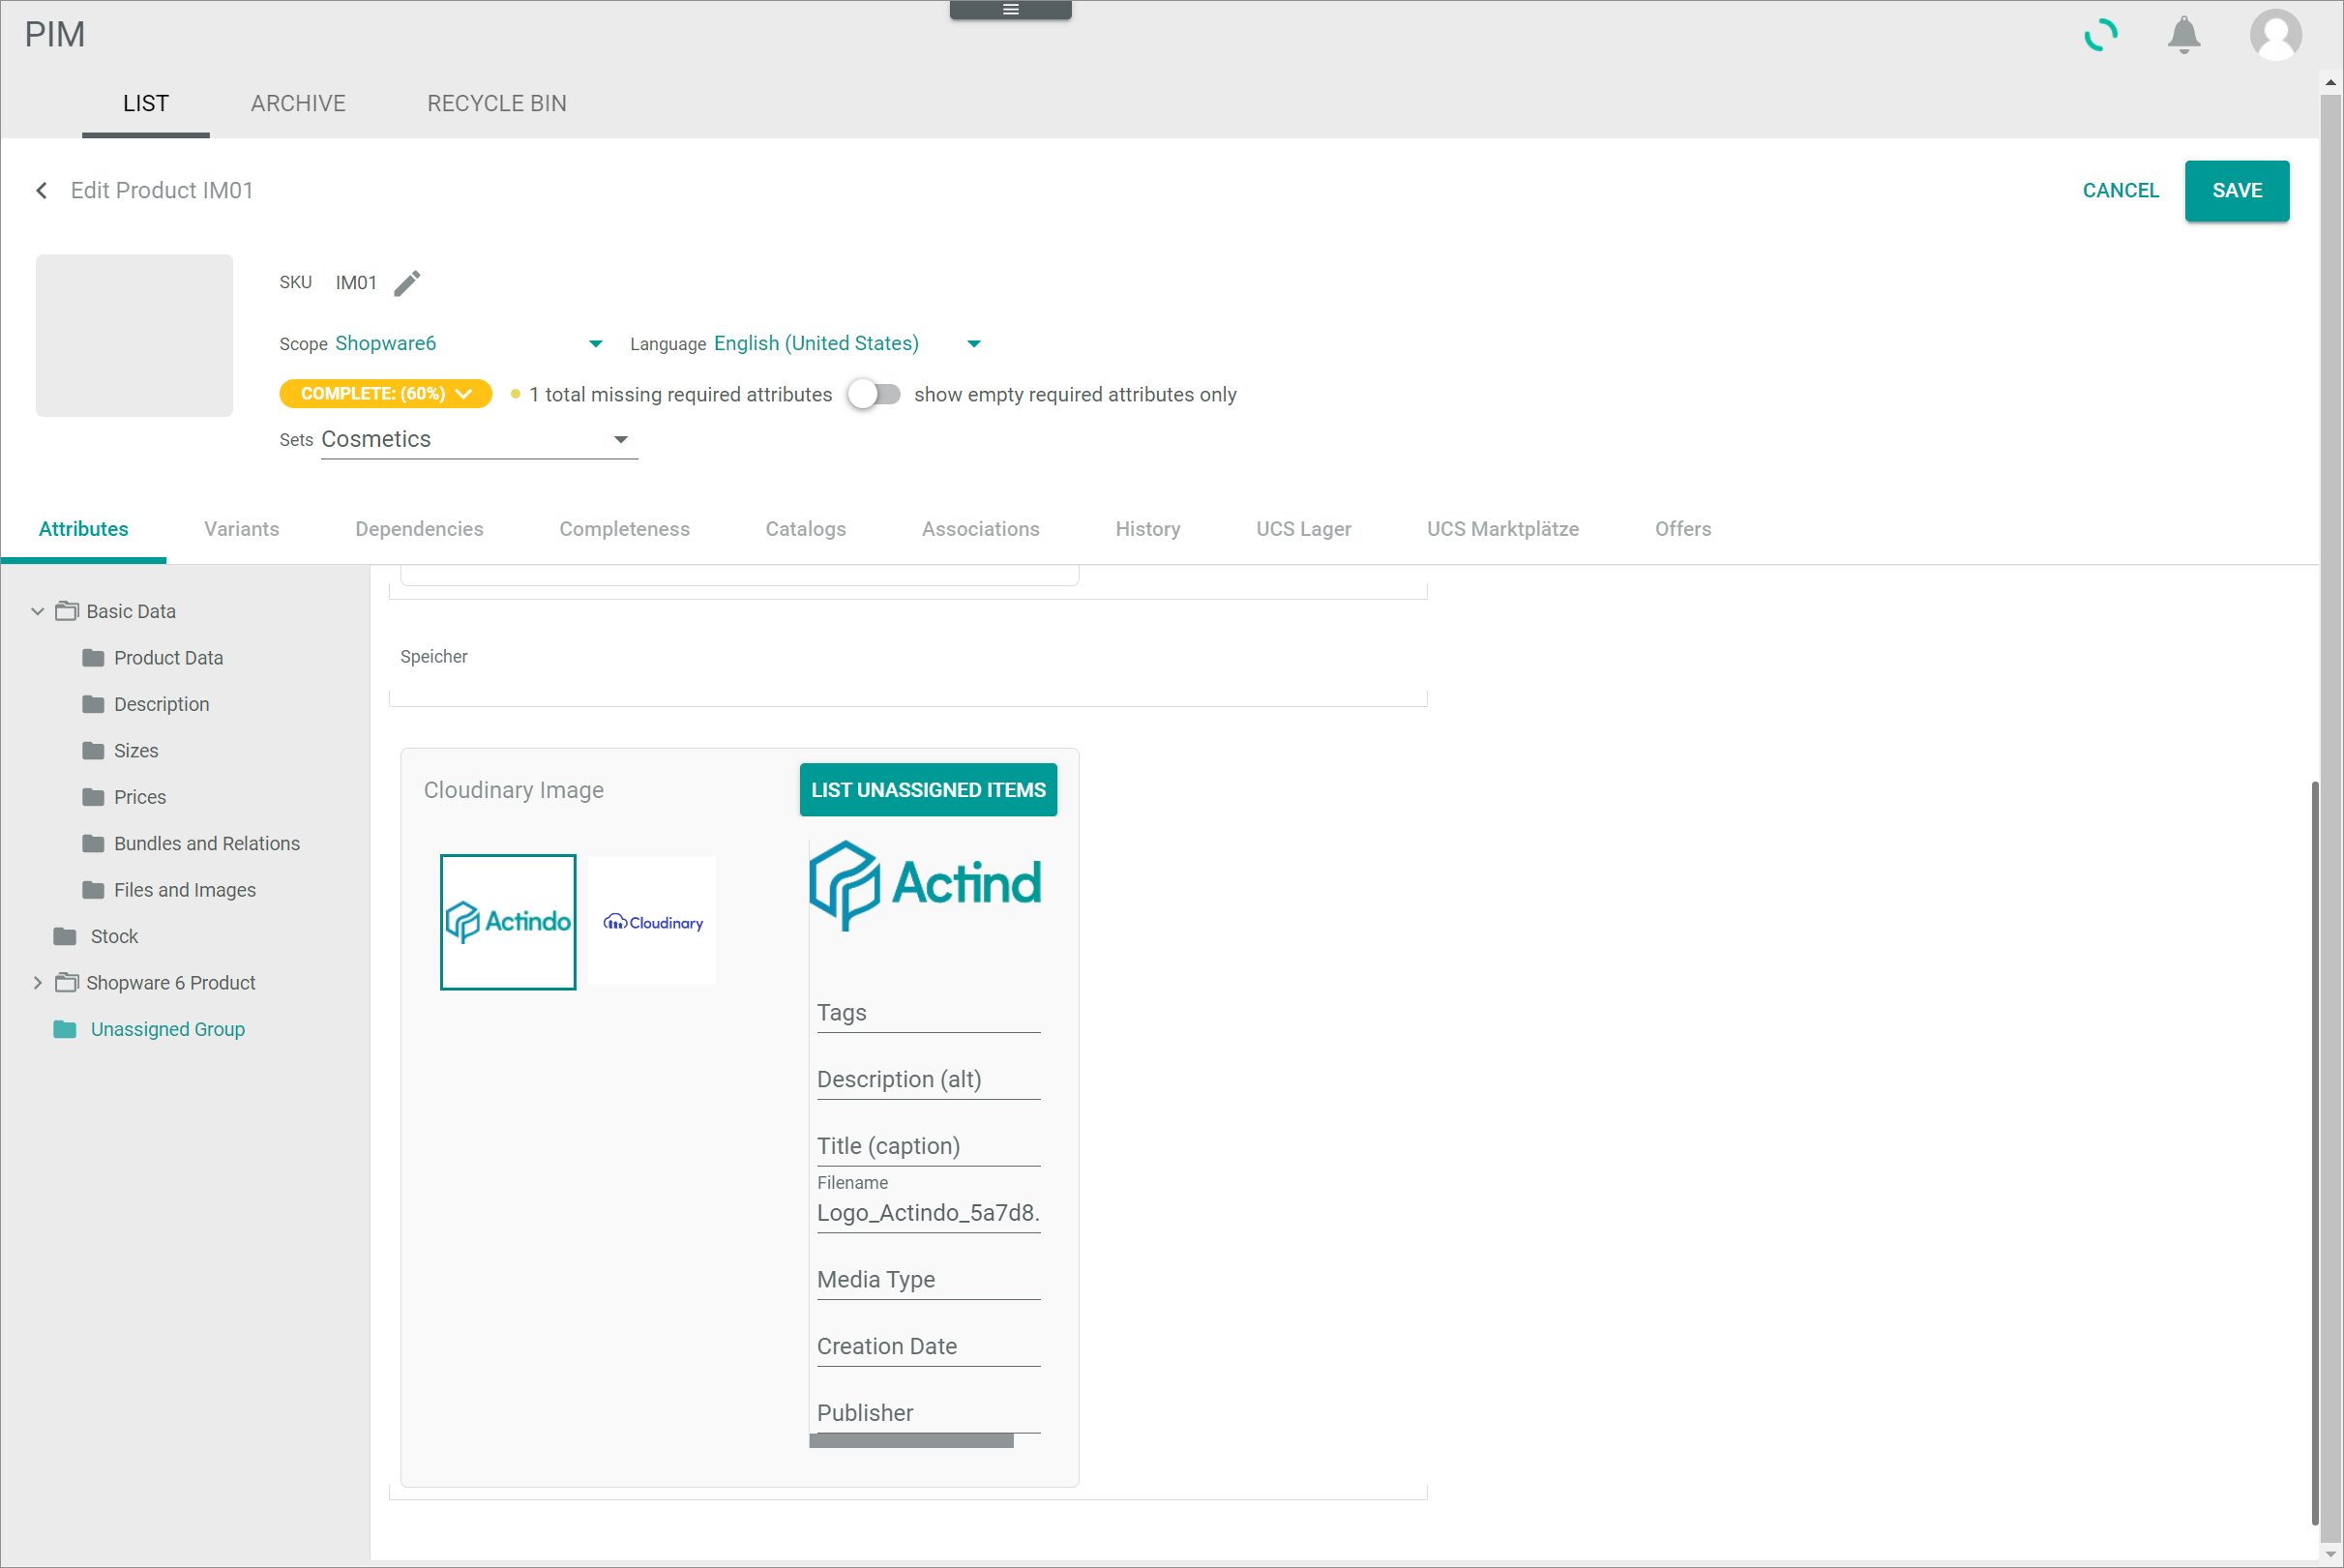 PIM
LIST ARCHIVE RECYCLE BIN
Edit Product IM01 CANCEL SAVE
SKU IM01
Scope Shopware6 Language English (United States)
COMPLETE: (60%) 1 total missing required attributes show empty required attributes only
Sets Cosmetics
Attributes Variants Dependencies Completeness Catalogs Associations History UCS Lager UCS Marktplätze Offers
Basic Data
Product Data
Description
Sizes
Prices
Bundles and Relations
Files and Images
Stock
Shopware 6 Product
Unassigned Group
Speicher
Cloudinary Image LIST UNASSIGNED ITEMS
Actindo Cloudinary
Actind
Tags
Description (alt)
Title (caption)
Filename
Logo_Actindo_5a7d8.
Media Type
Creation Date
Publisher